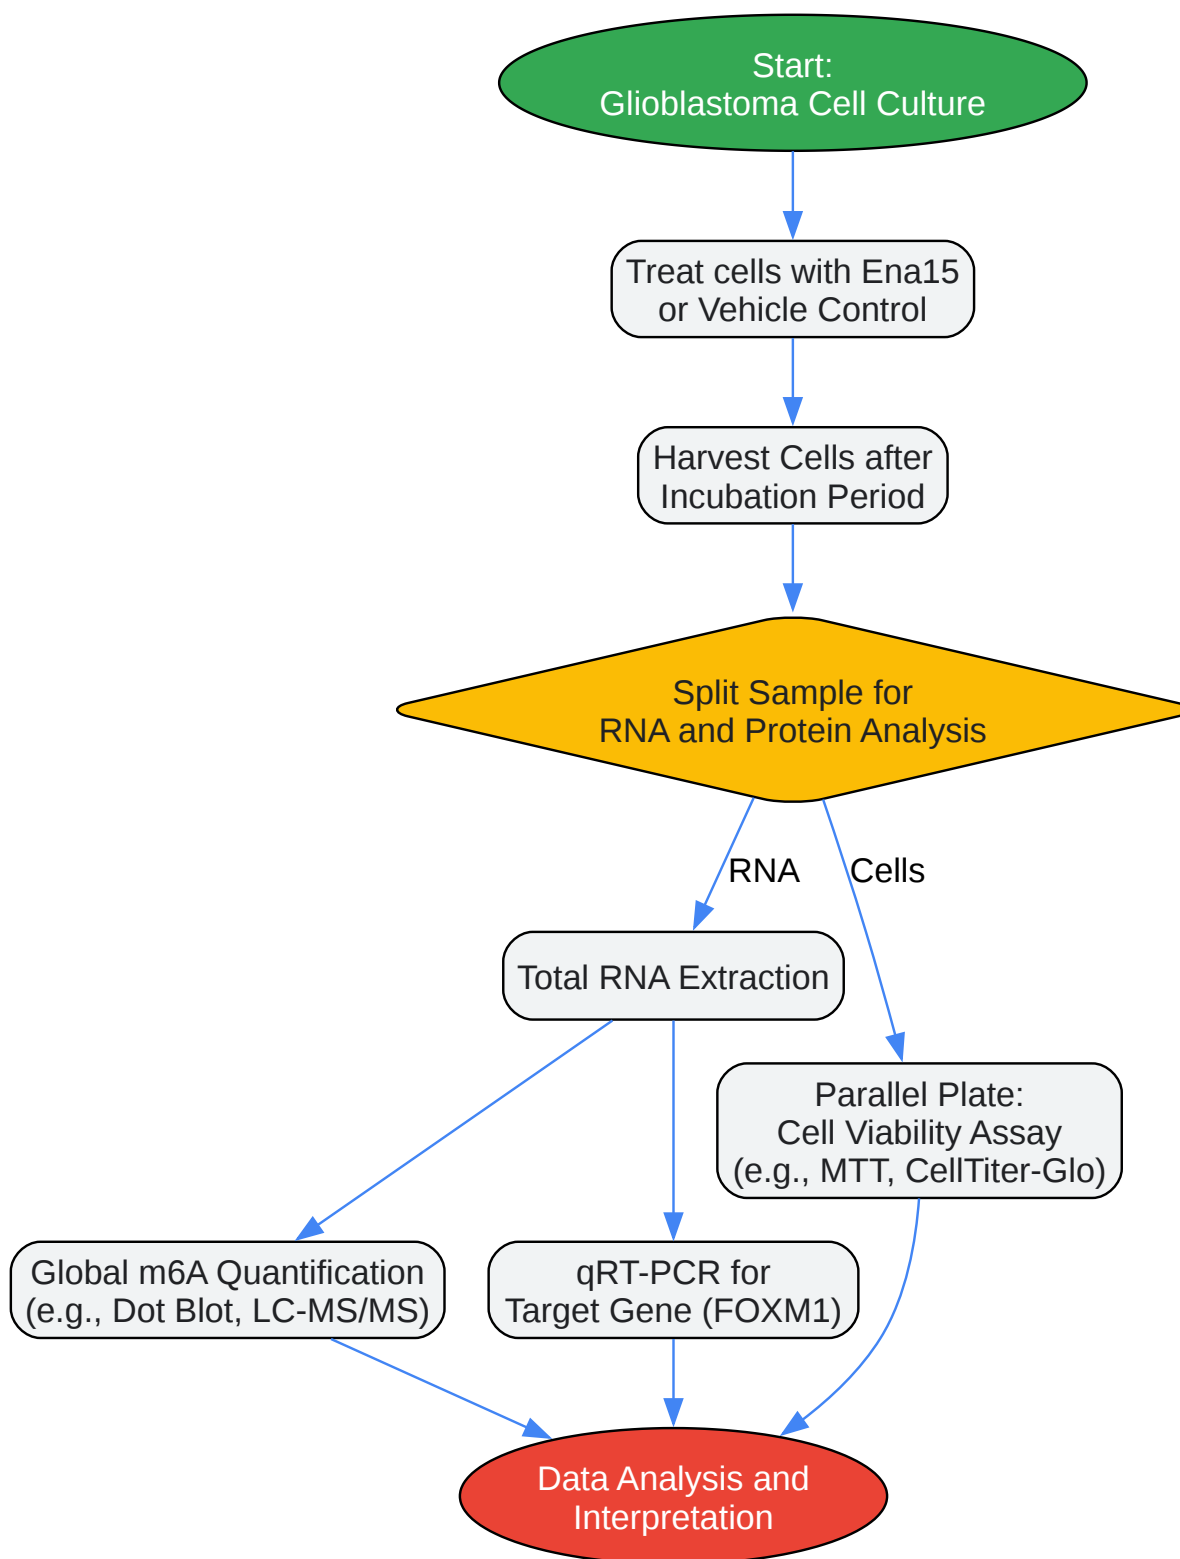 Start:
Glioblastoma Cell Culture
Treat cells with Ena15
or Vehicle Control
Harvest Cells after
Incubation Period
Split Sample for
RNA and Protein Analysis
RNA
Cells
Total RNA Extraction
Parallel Plate:
Cell Viability Assay
(e.g., MTT, CellTiter-Glo)
Global m6A Quantification
(e.g., Dot Blot, LC-MS/MS)
qRT-PCR for
Target Gene (FOXM1)
Data Analysis and
Interpretation